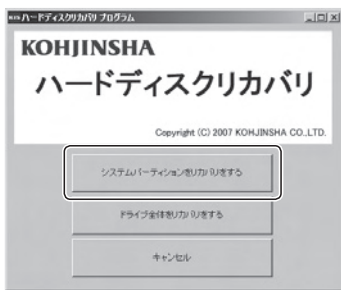 ハードディスクリカバリ プログラム
KOHJINSHA
ハードディスクリカバリ
Copyright (C) 2007 KOHJINSHA CO.,LTD.
システムパーティションをリカバリをする
ドライブ全体をリカバリをする
キャンセル